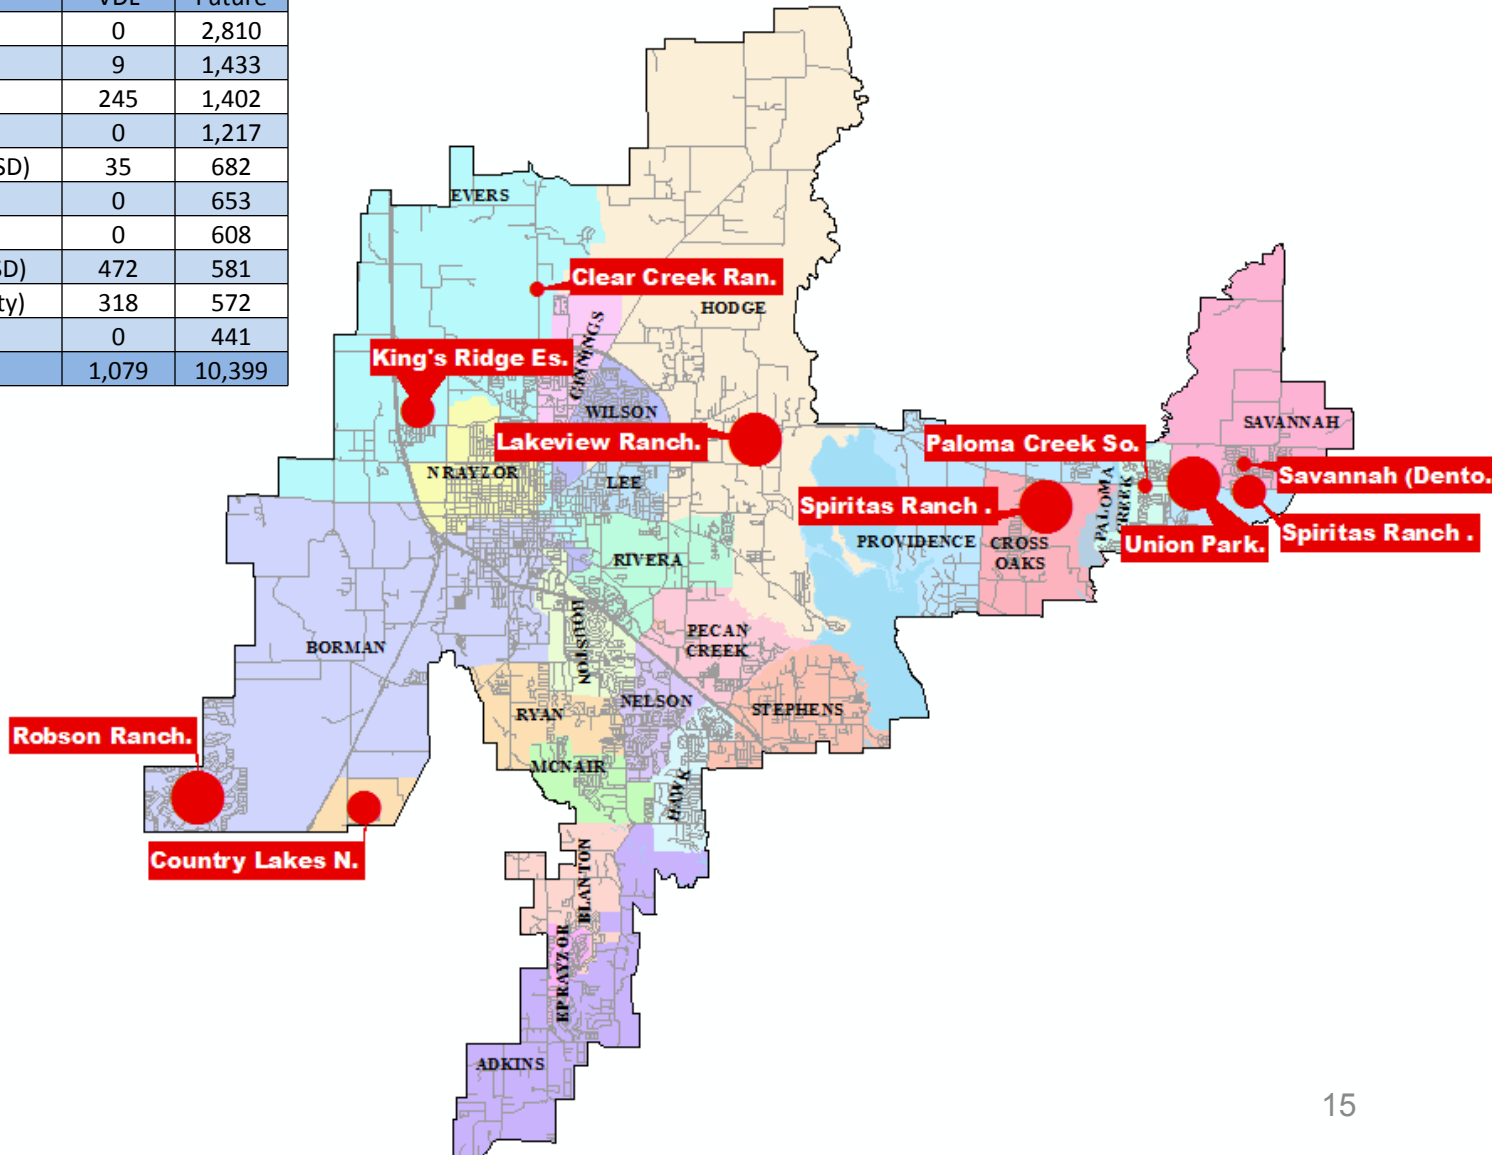 VDL Future
0 2,810
9 1,433
245 1,402
0 1,217
SD) 35 682
0 653
0 608
SD) 472 581
ty) 318 572
0 441
1,079 10,399
EVERS
Clear Creek Ran.
HODGE
GINNINGS
King's Ridge Es.
WILSON
Lakeview Ranch.
N RAYZOR
LEE
SAVANNAH
Paloma Creek So.
Savannah (Dento.
PALOMA
CREEK
Spiritas Ranch .
Spiritas Ranch .
PROVIDENCE
CROSS
OAKS
Union Park.
RIVERA
HOUSTON
PECAN
CREEK
BORMAN
NELSON
STEPHENS
RYAN
Robson Ranch.
MCNAIR
HAWK
Country Lakes N.
BLANTON
EPRAYZOR
ADKINS
15